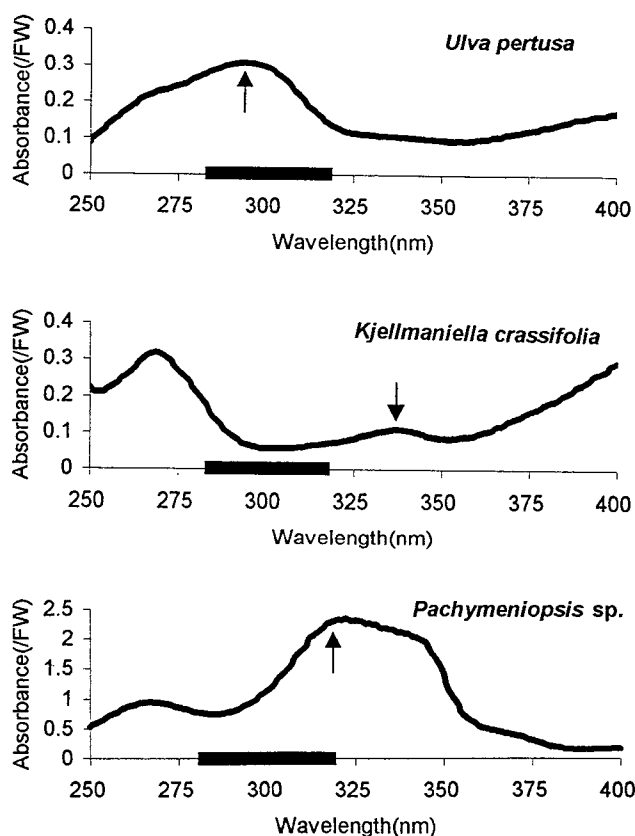 Ulva pertusa
Absorbance(/FW)
0.4
0.3
0.2
0.1
0
250 275 300 325 350 375 400
Wavelength(nm)
Kjellmaniella crassifolia
Absorbance(/FW)
0.4
0.3
0.2
0.1
0
250 275 300 325 350 375 400
Wavelength(nm)
Pachymeniopsis sp.
Absorbance(/FW)
2.5
2
1.5
1
0.5
0
250 300 350 400
Wavelength(nm)